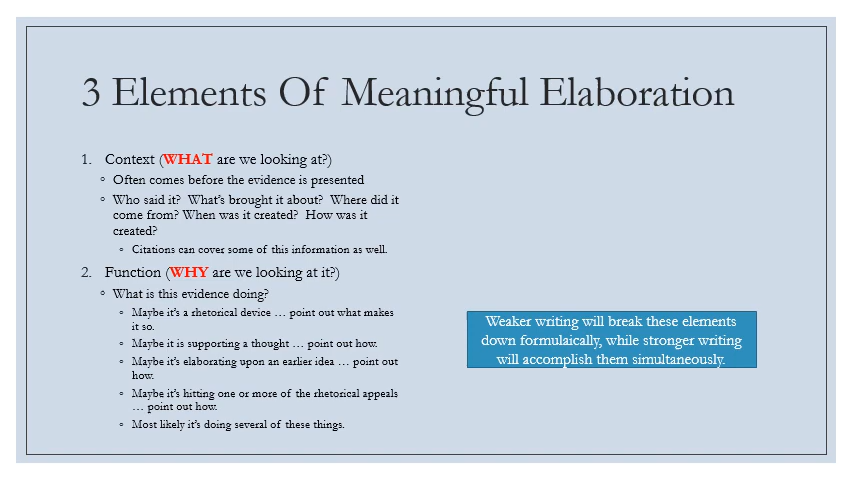 3 Elements Of Meaningful Elaboration
1. Context (WHAT are we looking at?)
◦ Often comes before the evidence is presented
◦ Who said it? What's brought it about? Where did it
come from? When was it created? How was it
created?
◦ Citations can cover some of this information as well.
2. Function (WHY are we looking at it?)
◦ What is this evidence doing?
◦ Maybe it's a rhetorical device … point out what makes
it so.
◦ Maybe it is supporting a thought … point out how.
◦ Maybe it's elaborating upon an earlier idea … point out
how.
◦ Maybe it's hitting one or more of the rhetorical appeals
… point out how.
◦ Most likely it's doing several of these things.
Weaker writing will break these elements
down formulaically, while stronger writing
will accomplish them simultaneously.